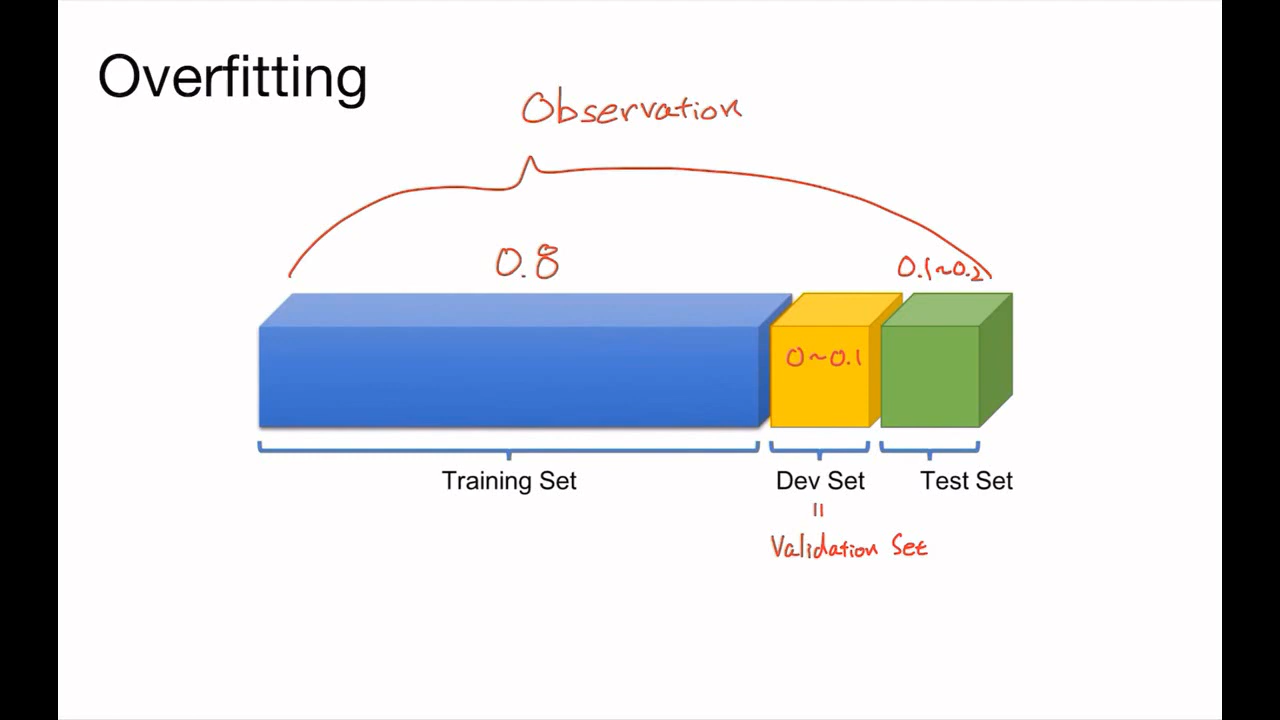 Overfitting
Observation
0.8
0.1~0.2
0~0.1
Training Set
Dev Set
Test Set
=
Validation Set